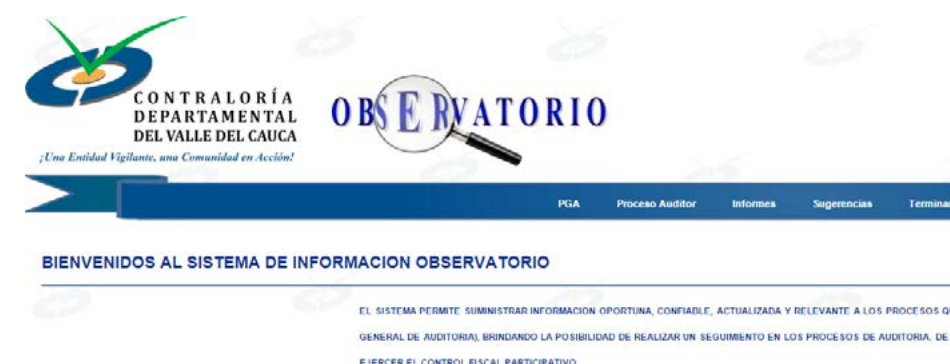 CONTRALORÍA
DEPARTAMENTAL
DEL VALLE DEL CAUCA
¡Una Entidad Vigilante, una Comunidad en Acción!
OBSERVATORIO
PGA Proceso Auditor Informes Sugerencias Termina
BIENVENIDOS AL SISTEMA DE INFORMACION OBSERVATORIO
EL SISTEMA PERMITE SUMINISTRAR INFORMACION OPORTUNA, CONFIABLE, ACTUALIZADA Y RELEVANTE A LOS PROCESOS Q
GENERAL DE AUDITORIA), BRINDANDO LA POSIBILIDAD DE REALIZAR UN SEGUIMIENTO EN LOS PROCESOS DE AUDITORIA. DE
EJERCER EL CONTROL FISCAL PARTICIPATIVO